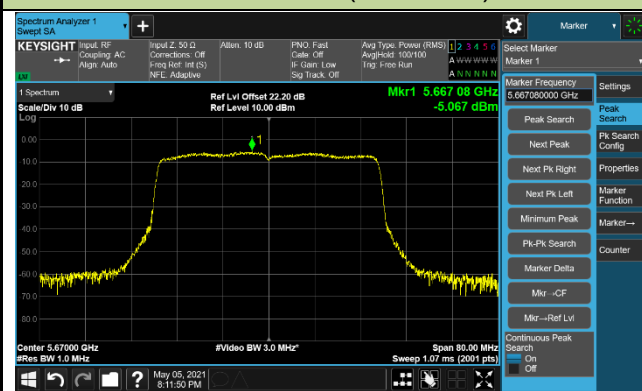 Spectrum Analyzer 1
Swept SA
Marker
KEYSIGHT
Input: RF
Coupling: AC
Align: Auto
Input Z: 50 Ω
Corrections: Off
Freq Ref: Int (S)
NFE: Adaptive
Atten: 10 dB
PNO: Fast
Gate: Off
IF Gain: Low
Sig Track: Off
Avg Type: Power (RMS)
Avg|Hold: 100/100
Trig: Free Run
1 2 3 4 5 6
A W W W W W
A N N N N N
Select Marker
Marker 1
1 Spectrum
Scale/Div 10 dB
Log
Ref Lvl Offset 22.20 dB
Ref Level 10.00 dBm
Mkr1 5.667 08 GHz
-5.067 dBm
1
0.00
-10.0
-20.0
-30.0
-40.0
-50.0
-60.0
-70.0
-80.0
Center 5.67000 GHz
#Res BW 1.0 MHz
#Video BW 3.0 MHz*
Span 80.00 MHz
Sweep 1.07 ms (2001 pts)
Marker Frequency
5.667080000 GHz
Peak Search
Next Peak
Next Pk Right
Next Pk Left
Minimum Peak
Pk-Pk Search
Marker Delta
Mkr→CF
Mkr→Ref Lvl
Continuous Peak
Search
On
Off
Settings
Peak
Search
Pk Search
Config
Properties
Marker
Function
Marker→
Counter
May 05, 2021
8:11:50 PM